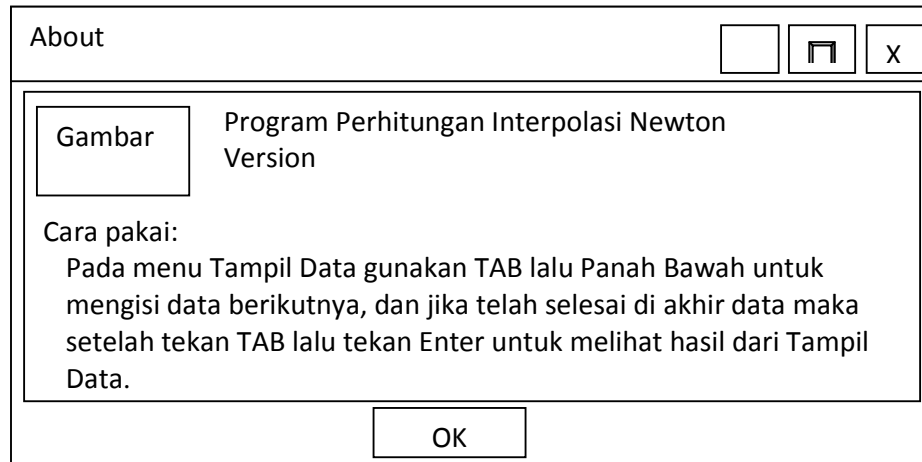 About
X
Gambar
Program Perhitungan Interpolasi Newton
Version
Cara pakai:
Pada menu Tampil Data gunakan TAB lalu Panah Bawah untuk
mengisi data berikutnya, dan jika telah selesai di akhir data maka
setelah tekan TAB lalu tekan Enter untuk melihat hasil dari Tampil
Data.
OK